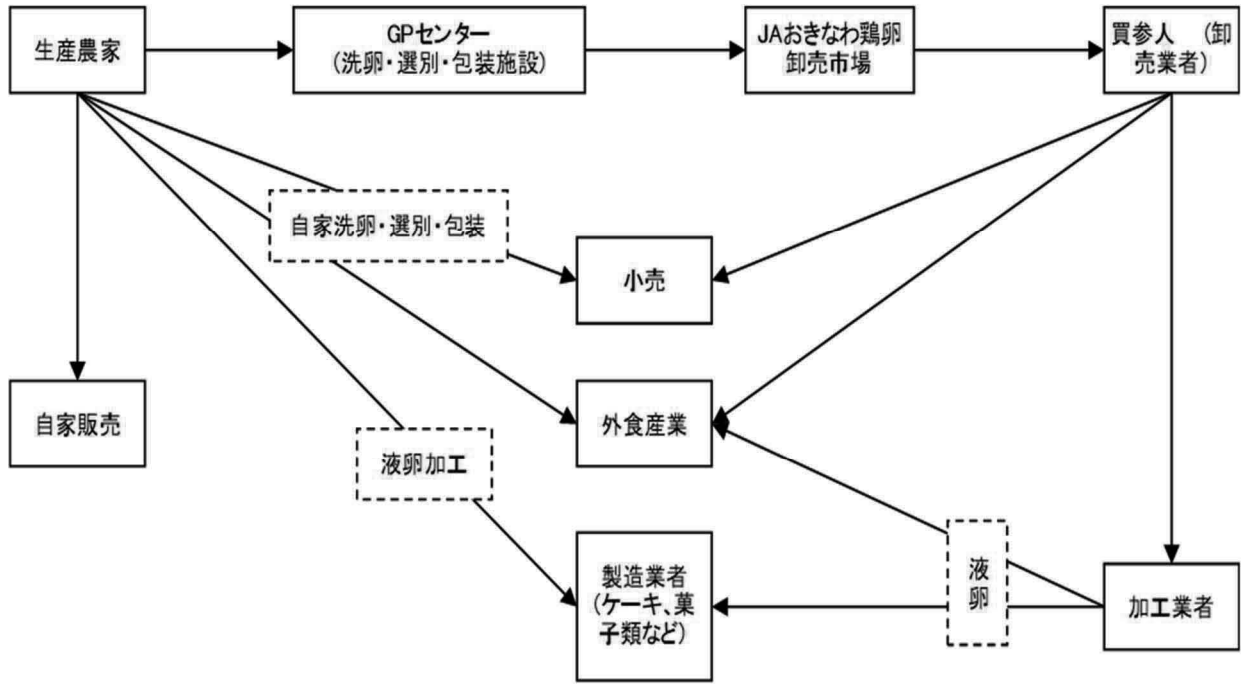 生産農家
GPセンター
(洗卵・選別・包装施設)
JAおきなわ鶏卵
卸売市場
買参人　(卸
売業者)
自家洗卵・選別・包装
小売
自家販売
外食産業
液卵加工
製造業者
(ケーキ、菓
子類など)
液
卵
加工業者